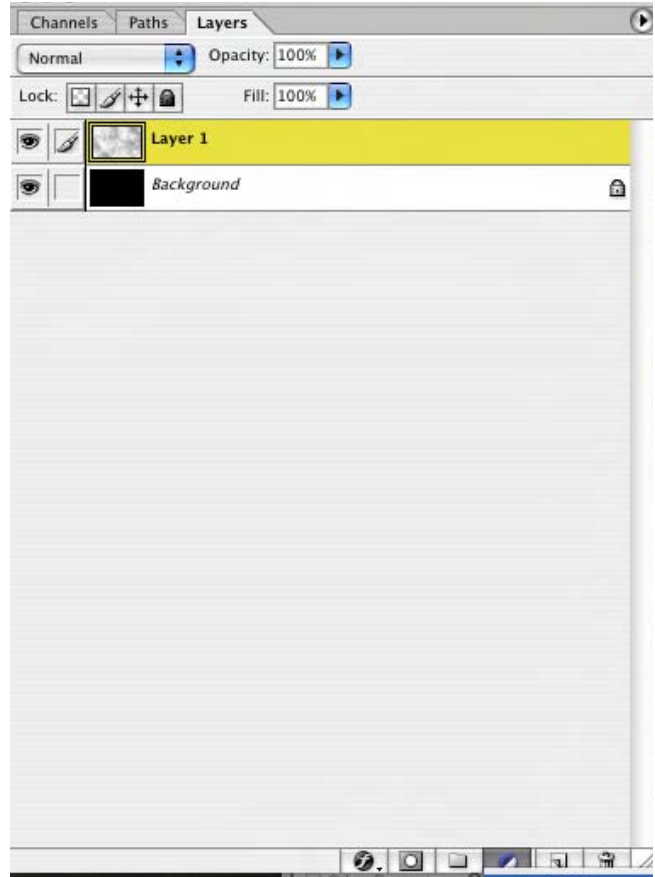 Channels Paths Layers
Normal Opacity: 100%
Lock: Fill: 100%
Layer 1
Background